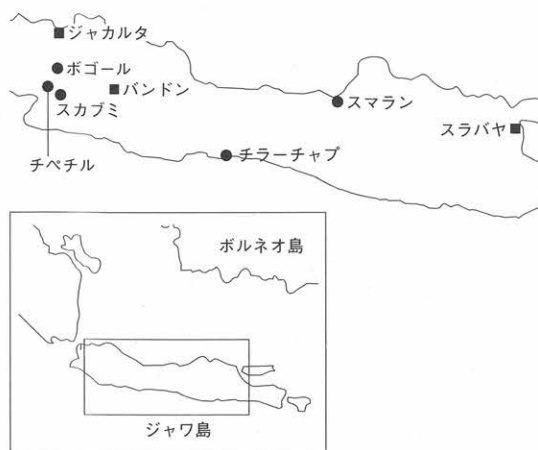 ジャカルタ
ボゴール
バンドン
スカブミ
チペチル
スマラン
スラバヤ
チラーチャプ
ボルネオ島
ジャワ島